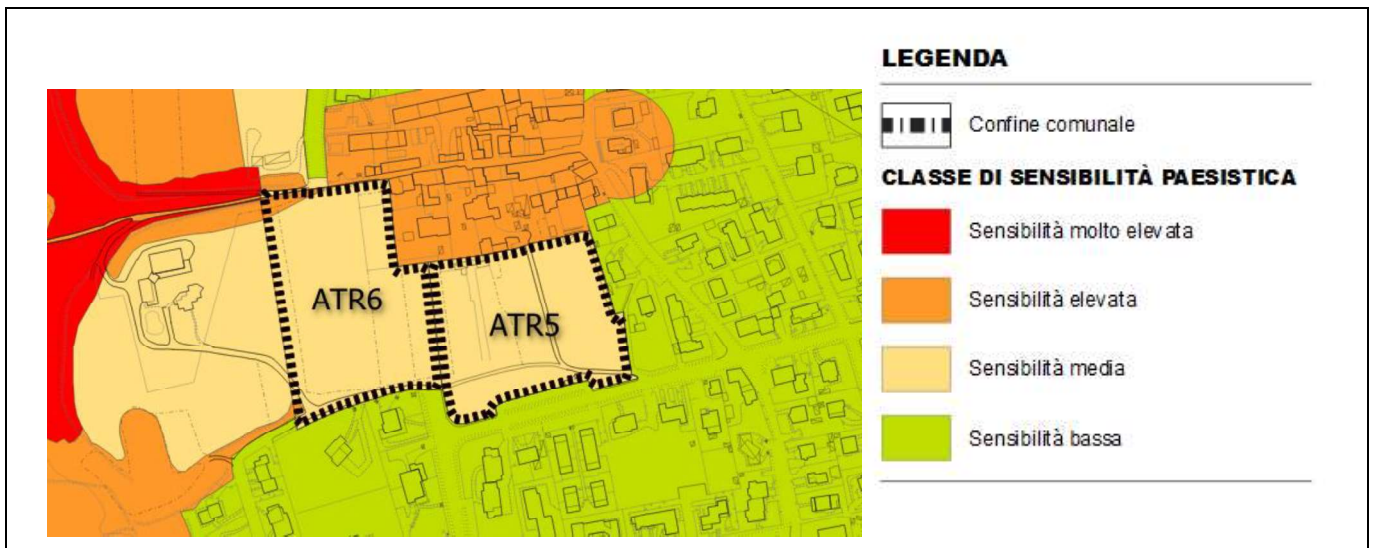 LEGENDA
Confine comunale
CLASSE DI SENSIBILITÀ PAESISTICA
Sensibilità molto elevata
Sensibilità elevata
Sensibilità media
Sensibilità bassa
ATR6
ATR5